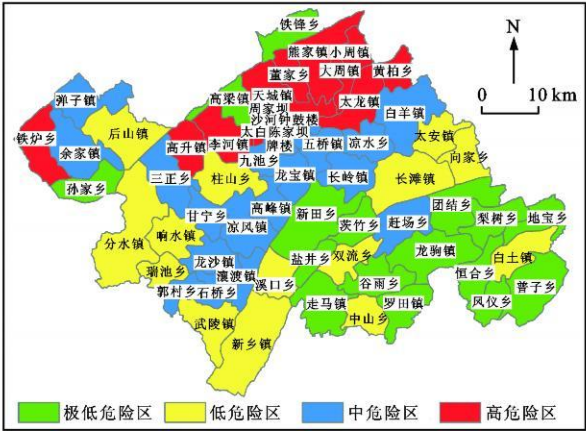 铁锋乡
N
熊家镇 小周镇
董家乡 大周镇 黄柏乡
0 10 km
弹子镇
高梁镇 天城镇 太龙镇
周家坝 白羊镇
沙河 钟鼓楼
铁炉乡 后山镇 太白 陈家坝 太安镇
余家镇 高升镇 李河镇 牌楼 五桥镇 凉水乡 向家乡
九池乡
孙家乡 三正乡 柱山乡 龙宝镇 长岭镇 长滩镇
团结乡
甘宁乡 高峰镇 新田乡 茨竹乡 赶场乡 梨树乡 地宝乡
分水镇 响水镇 凉风镇
龙沙镇 盐井乡 双流乡 龙驹镇 白土镇
瑞池乡 瀼渡镇 恒合乡
郭村乡 石桥乡 溪口乡 谷雨乡 普子乡
走马镇 罗田镇 风仪乡
武陵镇 中山乡
新乡镇
极低危险区 低危险区 中危险区 高危险区